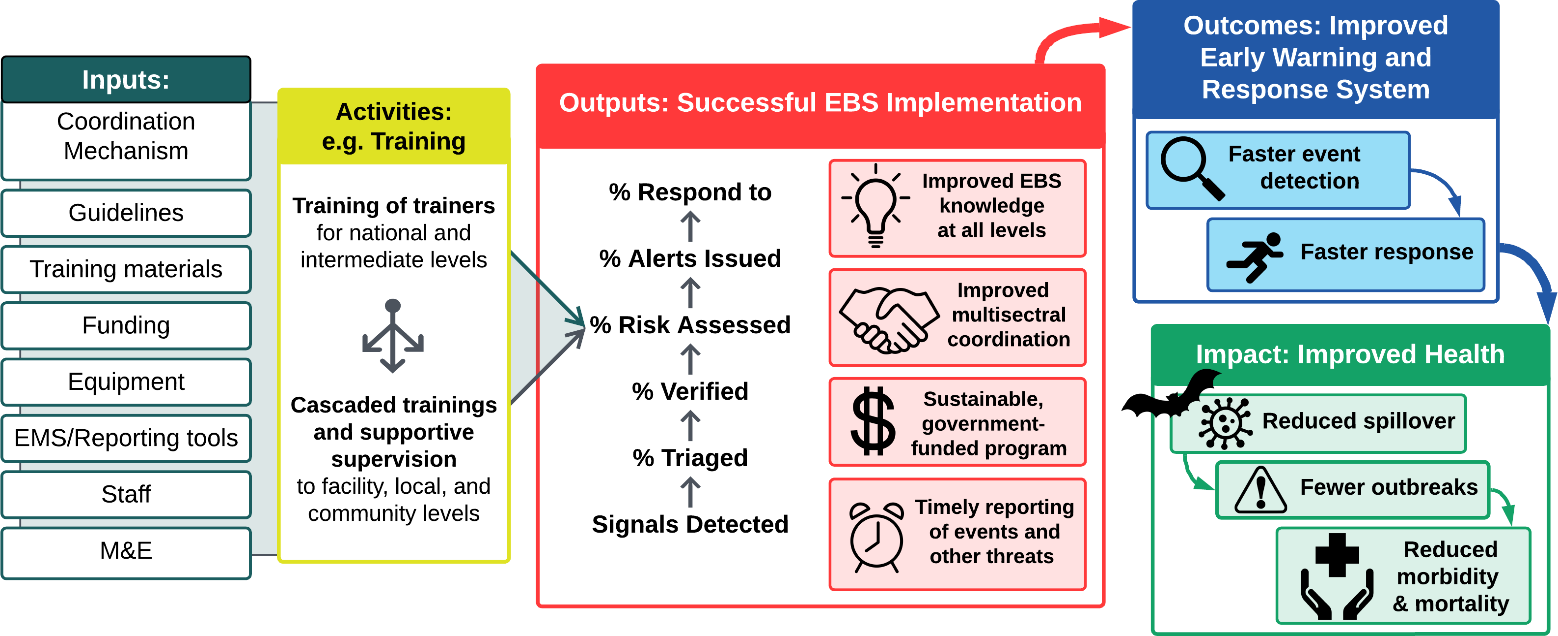 Inputs:
Coordination
Mechanism
Guidelines
Training materials
Funding
Equipment
EMS/Reporting tools
Staff
M&E
Activities:
e.g. Training
Training of trainers
for national and
intermediate levels
Cascaded trainings
and supportive
supervision
to facility, local, and
community levels
Outputs: Successful EBS Implementation
% Respond to
% Alerts Issued
% Risk Assessed
% Verified
% Triaged
Signals Detected
Improved EBS
knowledge
at all levels
Improved
multisectral
coordination
Sustainable,
government-
funded program
Timely reporting
of events and
other threats
Outcomes: Improved
Early Warning and
Response System
Faster event
detection
Faster response
Impact: Improved Health
Reduced spillover
Fewer outbreaks
Reduced
morbidity
& mortality